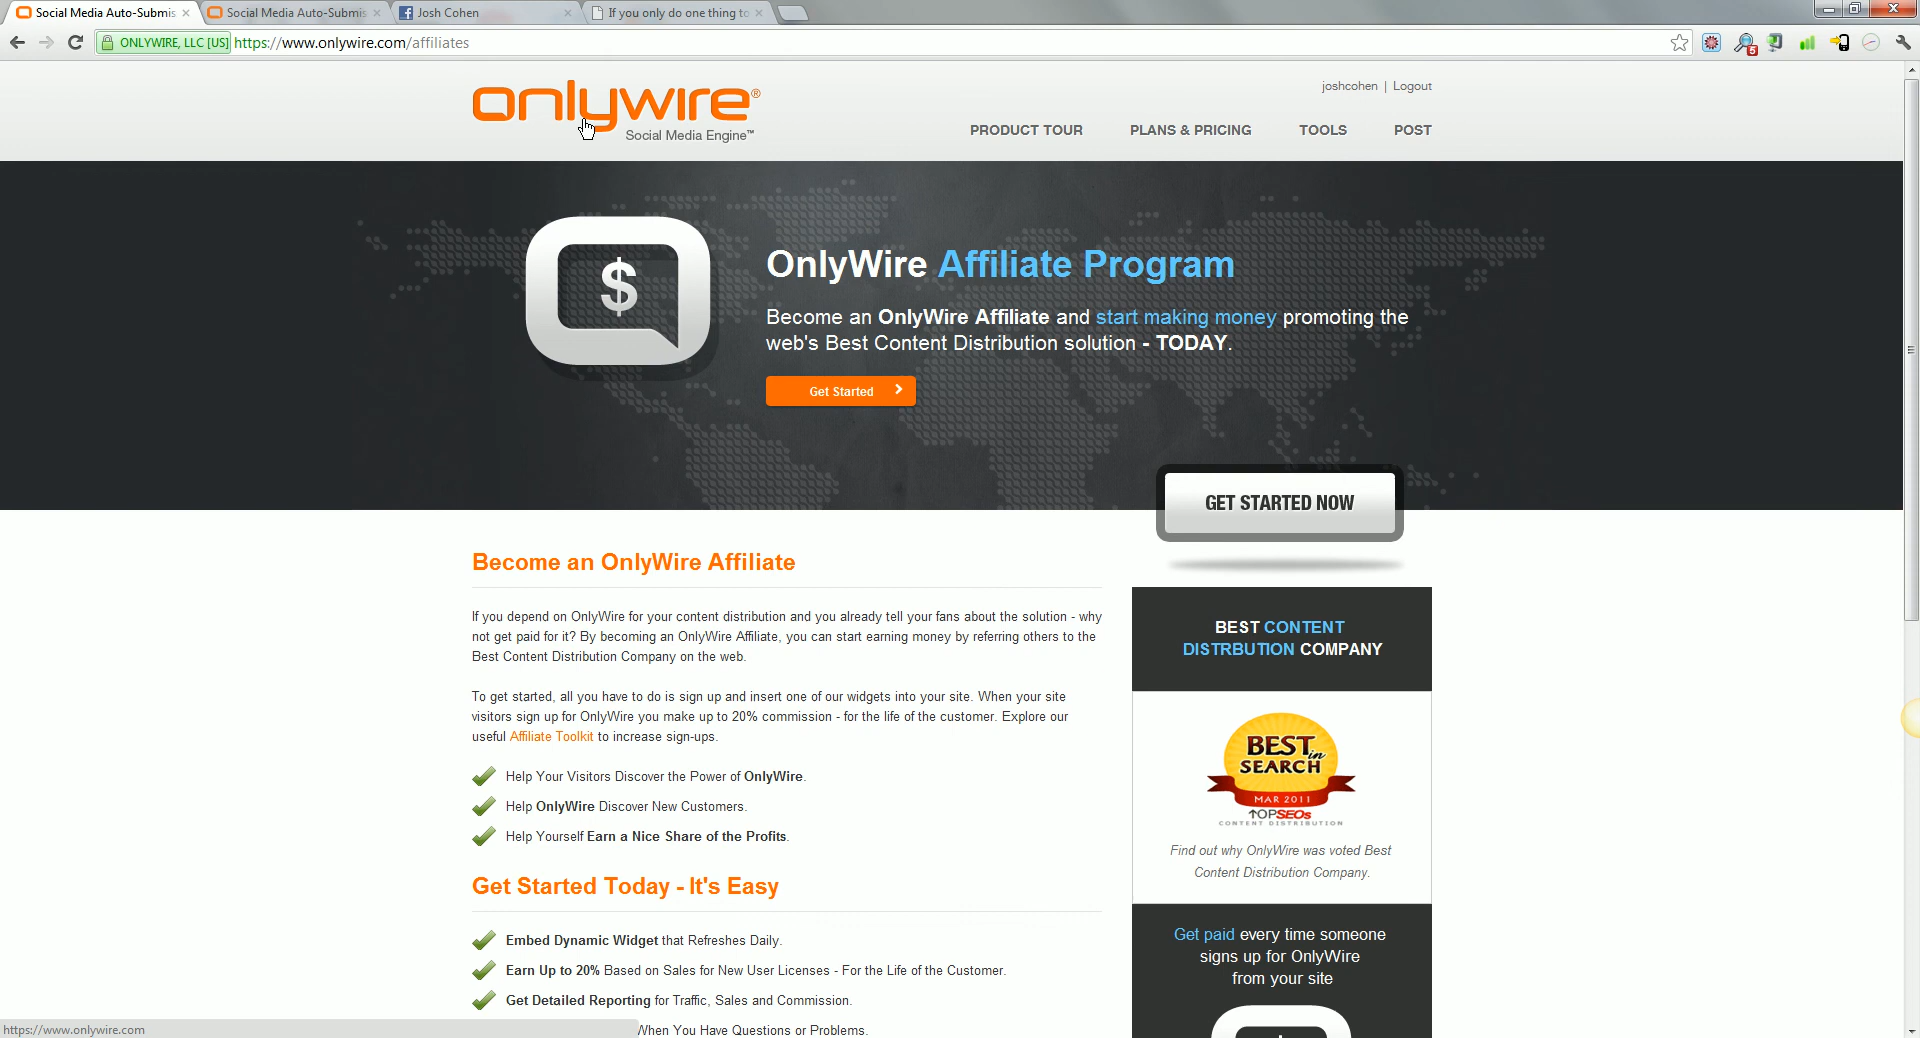 Social Media Auto-Submis
Social Media Auto-Submis
Josh Cohen
If you only do one thing to
ONLYWIRE, LLC [US] https://www.onlywire.com/affiliates
5
joshcohen | Logout
onlywire®
Social Media Engine™
PRODUCT TOUR PLANS & PRICING TOOLS POST
$
OnlyWire Affiliate Program
Become an OnlyWire Affiliate and start making money promoting the
web's Best Content Distribution solution - TODAY.
Get Started
GET STARTED NOW
Become an OnlyWire Affiliate
If you depend on OnlyWire for your content distribution and you already tell your fans about the solution - why
not get paid for it? By becoming an OnlyWire Affiliate, you can start earning money by referring others to the
Best Content Distribution Company on the web.
To get started, all you have to do is sign up and insert one of our widgets into your site. When your site
visitors sign up for OnlyWire you make up to 20% commission - for the life of the customer. Explore our
useful Affiliate Toolkit to increase sign-ups.
Help Your Visitors Discover the Power of OnlyWire.
Help OnlyWire Discover New Customers.
Help Yourself Earn a Nice Share of the Profits.
Get Started Today - It's Easy
Embed Dynamic Widget that Refreshes Daily.
Earn Up to 20% Based on Sales for New User Licenses - For the Life of the Customer.
Get Detailed Reporting for Traffic, Sales and Commission.
When You Have Questions or Problems.
BEST CONTENT
DISTRBUTION COMPANY
BEST in
SEARCH
MAR 2011
TOPSEOs
CONTENT DISTRIBUTION
Find out why OnlyWire was voted Best
Content Distribution Company.
Get paid every time someone
signs up for OnlyWire
from your site
https://www.onlywire.com